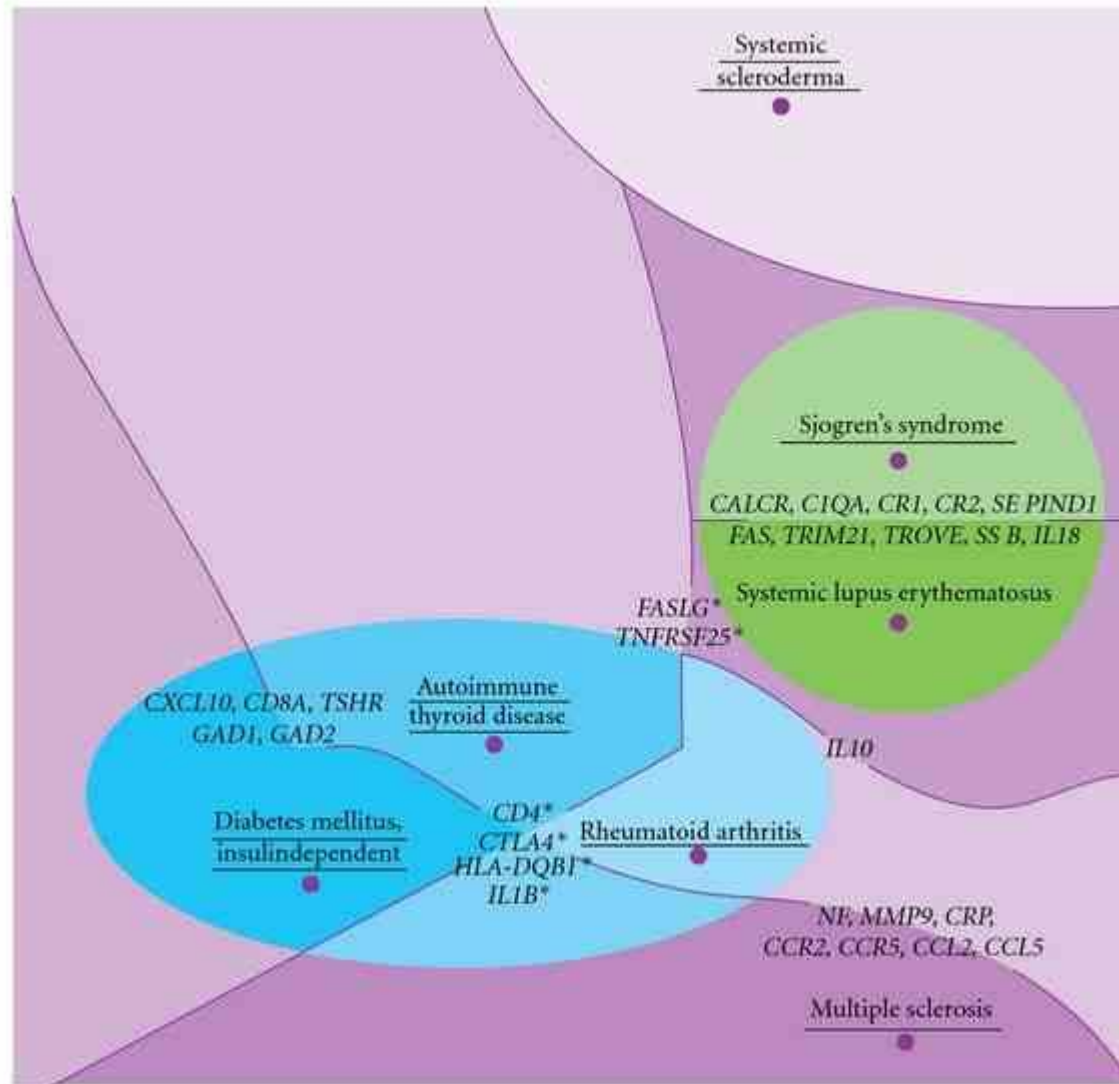 Systemic
scleroderma
Sjogren's syndrome
CALCR, C1QA, CR1, CR2, SE PIND1
FAS, TRIM21, TROVE, SS B, IL18
Systemic lupus erythematosus
FASLG*
TNFRSF25*
Autoimmune
thyroid disease
CXCL10, CD8A, TSHR
GAD1, GAD2
IL10
Diabetes mellitus,
insulindependent
CD4*
CTLA4*
HLA-DQB1*
IL1B*
Rheumatoid arthritis
NF, MMP9, CRP,
CCR2, CCR5, CCL2, CCL5
Multiple sclerosis